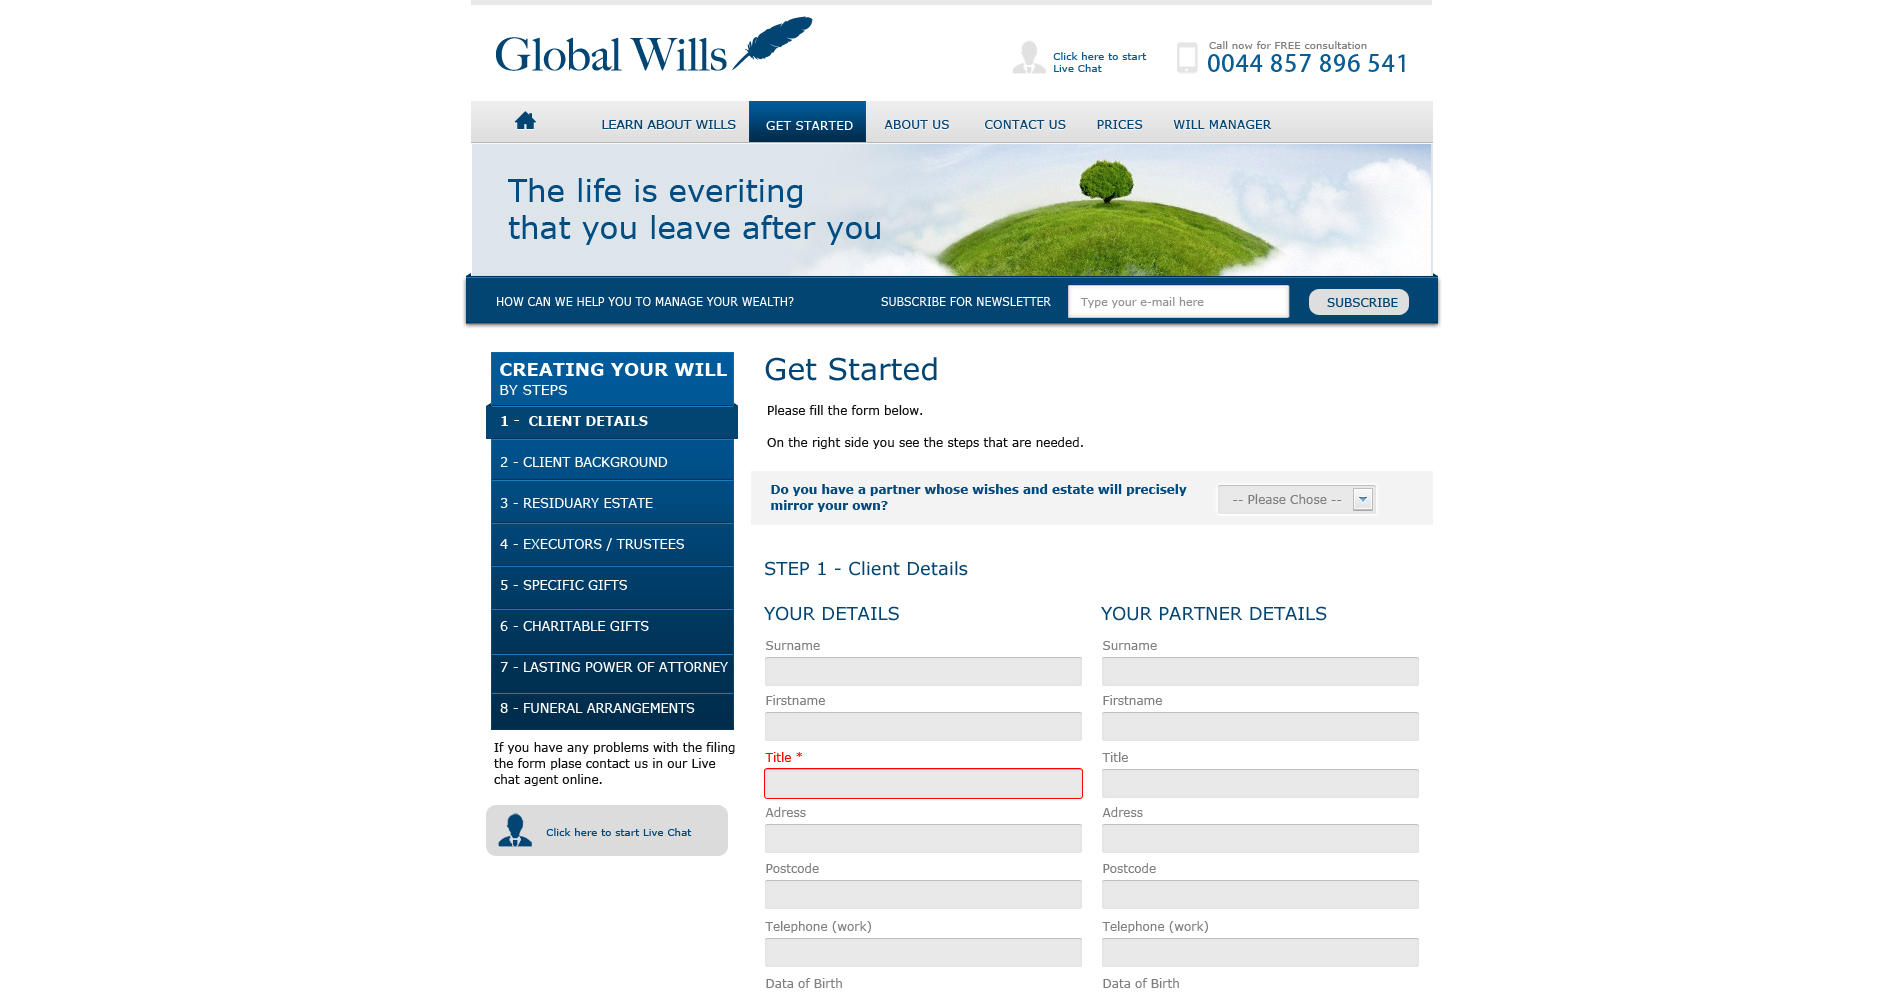 Global Wills
Click here to start
Live Chat
Call now for FREE consultation
0044 857 896 541
LEARN ABOUT WILLS
GET STARTED
ABOUT US
CONTACT US
PRICES
WILL MANAGER
The life is everiting
that you leave after you
HOW CAN WE HELP YOU TO MANAGE YOUR WEALTH?
SUBSCRIBE FOR NEWSLETTER
Type your e-mail here
SUBSCRIBE
CREATING YOUR WILL
BY STEPS
1 - CLIENT DETAILS
2 - CLIENT BACKGROUND
3 - RESIDUARY ESTATE
4 - EXECUTORS / TRUSTEES
5 - SPECIFIC GIFTS
6 - CHARITABLE GIFTS
7 - LASTING POWER OF ATTORNEY
8 - FUNERAL ARRANGEMENTS
If you have any problems with the filing
the form plase contact us in our Live
chat agent online.
Click here to start Live Chat
Get Started
Please fill the form below.
On the right side you see the steps that are needed.
Do you have a partner whose wishes and estate will precisely
mirror your own?
-- Please Chose --
STEP 1 - Client Details
YOUR DETAILS
Surname
Firstname
Title *
Adress
Postcode
Telephone (work)
Data of Birth
YOUR PARTNER DETAILS
Surname
Firstname
Title
Adress
Postcode
Telephone (work)
Data of Birth